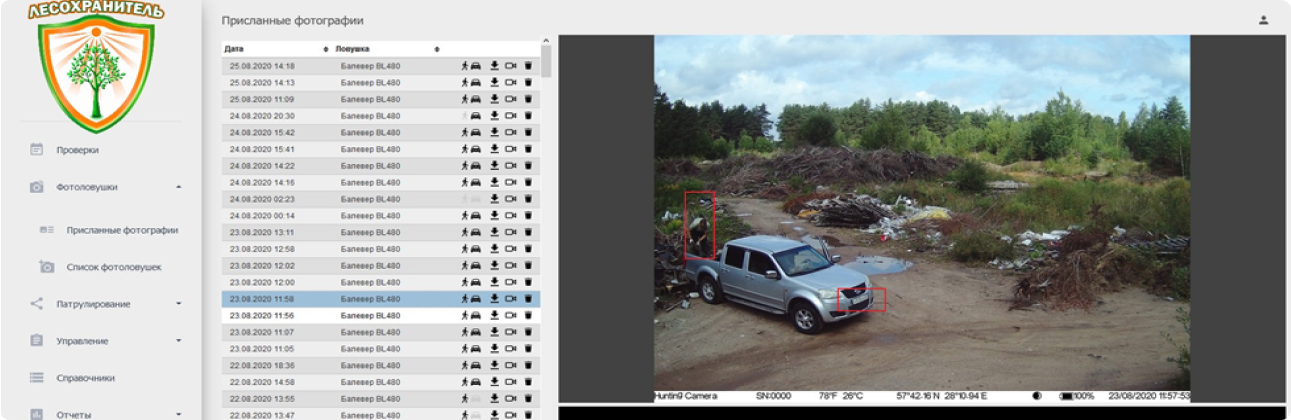 ЛЕСОХРАНИТЕЛЬ
Проверки
Фотоловушки
Присланные фотографии
Список фотоловушек
Патрулирование
Управление
Справочники
Отчеты
Присланные фотографии
Дата Ловушка
25.08.2020 14:18 Балевер BL480
25.08.2020 14:13 Балевер BL480
25.08.2020 11:09 Балевер BL480
24.08.2020 20:30 Балевер BL480
24.08.2020 15:42 Балевер BL480
24.08.2020 15:41 Балевер BL480
24.08.2020 14:22 Балевер BL480
24.08.2020 14:16 Балевер BL480
24.08.2020 02:23 Балевер BL480
24.08.2020 00:14 Балевер BL480
23.08.2020 13:11 Балевер BL480
23.08.2020 12:58 Балевер BL480
23.08.2020 12:02 Балевер BL480
23.08.2020 12:00 Балевер BL480
23.08.2020 11:58 Балевер BL480
23.08.2020 11:56 Балевер BL480
23.08.2020 11:07 Балевер BL480
23.08.2020 11:05 Балевер BL480
22.08.2020 18:36 Балевер BL480
22.08.2020 14:58 Балевер BL480
22.08.2020 13:55 Балевер BL480
22.08.2020 13:47 Балевер BL480
Hunting Camera SN:0000 78°F 26°C 57°42.16 N 28°10.94 E 100% 23/08/2020 11:57:53